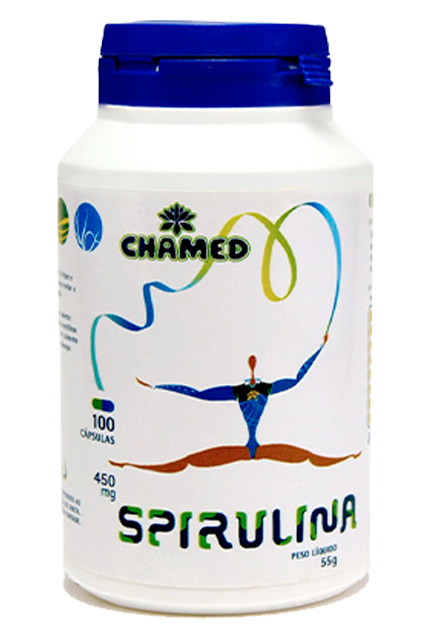 CHAMED
100
CÁPSULAS
450
mg
SPIRULINA
PESO LÍQUIDO
55g